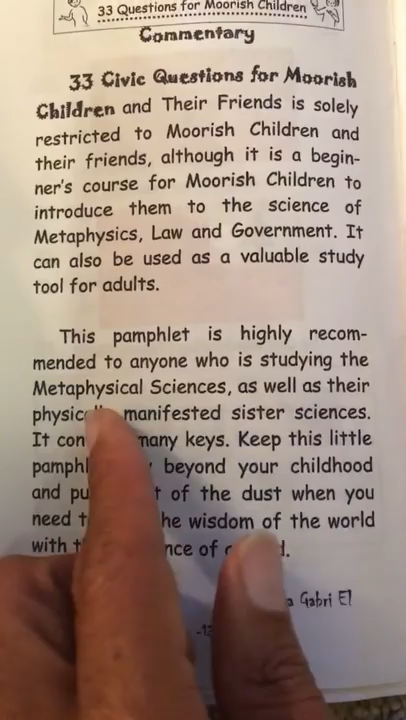 33 Questions for Moorish Children
Commentary
33 Civic Questions for Moorish
Children and Their Friends is solely
restricted to Moorish Children and
their friends, although it is a begin-
ner's course for Moorish Children to
introduce them to the science of
Metaphysics, Law and Government. It
can also be used as a valuable study
tool for adults.
This pamphlet is highly recom-
mended to anyone who is studying the
Metaphysical Sciences, as well as their
manifested sister sciences.
It many keys. Keep this little
beyond your childhood
and of the dust when you
need the wisdom of the world
with of
Gabri El